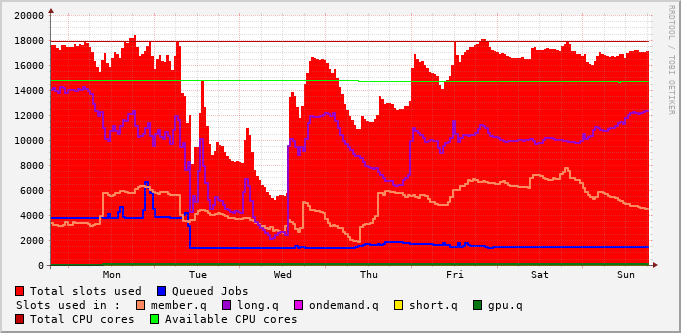 RRDTOOL / TOBI OETIKER
20000
18000
16000
14000
12000
10000
8000
6000
4000
2000
0
Mon Tue Wed Thu Fri Sat Sun
Total slots used Queued Jobs
Slots used in : member.q long.q ondemand.q short.q gpu.q
Total CPU cores Available CPU cores